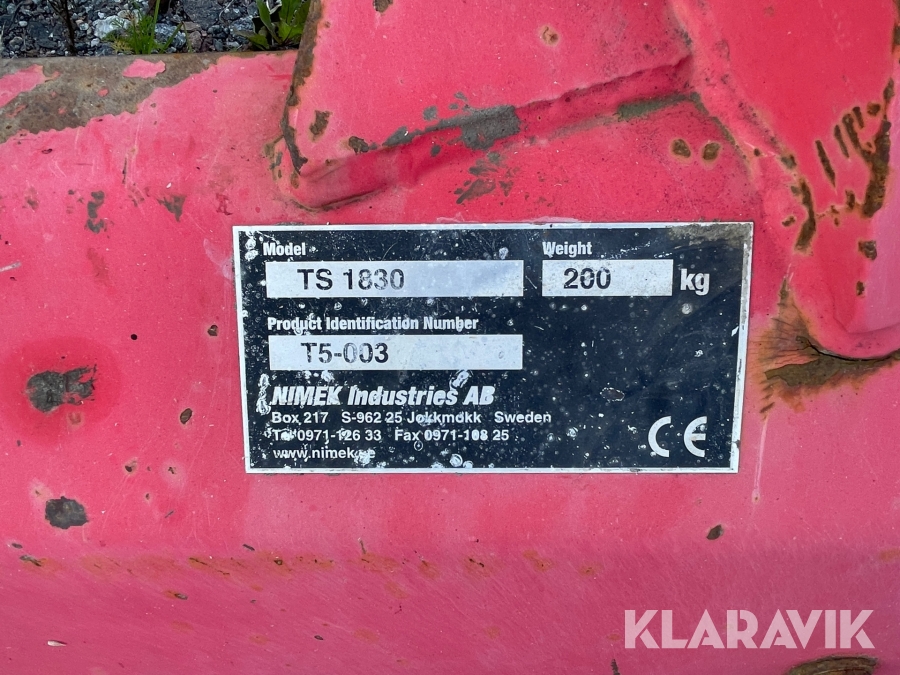 Model Weight
TS 1830 200 kg
Product Identification Number
T5-003
NIMEK Industries AB
Box 217 S-962 25 Jokkmokk Sweden
Tel 0971-126 33 Fax 0971-108 25
www.nimek.se
CE
KLARAVIK